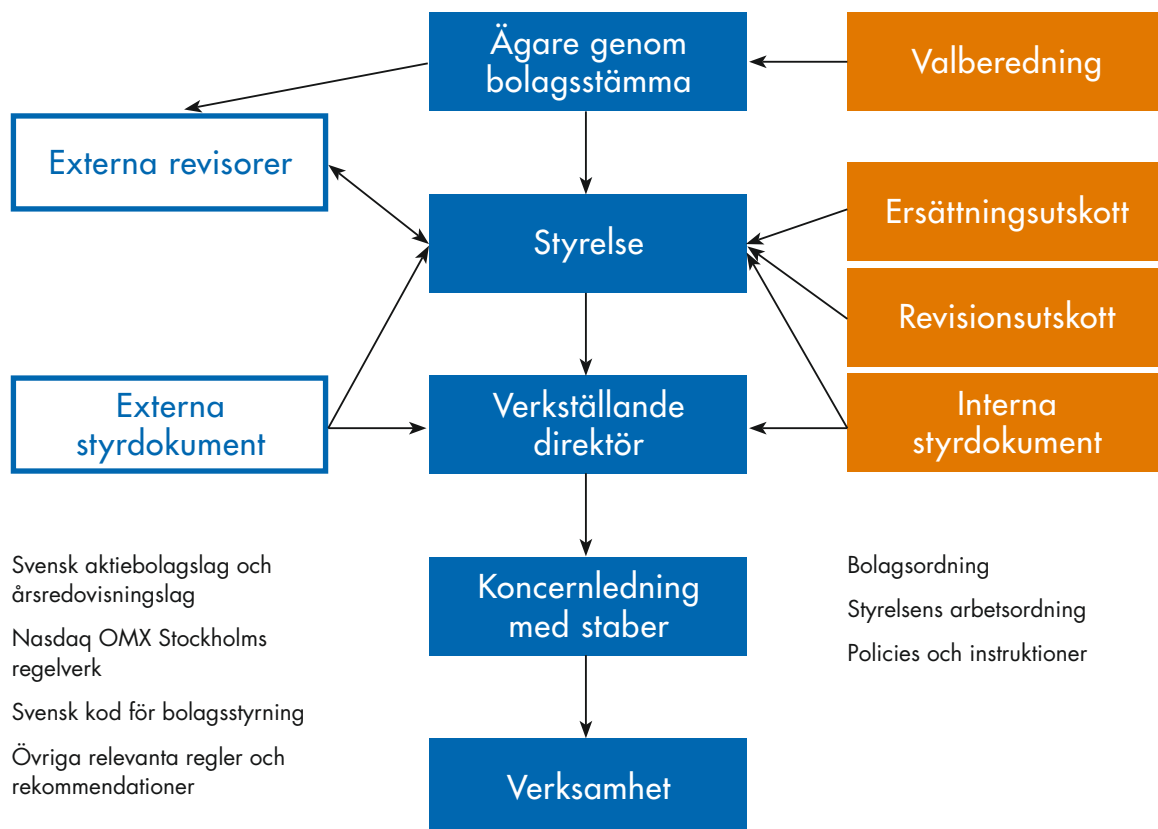 Ägare genom
bolagsstämma
Valberedning
Externa revisorer
Ersättningsutskott
Styrelse
Revisionsutskott
Externa
styrdokument
Verkställande
direktör
Interna
styrdokument
Svensk aktiebolagslag och
årsredovisningslag
Nasdaq OMX Stockholms
regelverk
Svensk kod för bolagsstyrning
Övriga relevanta regler och
rekommendationer
Koncernledning
med staber
Bolagsordning
Styrelsens arbetsordning
Policies och instruktioner
Verksamhet